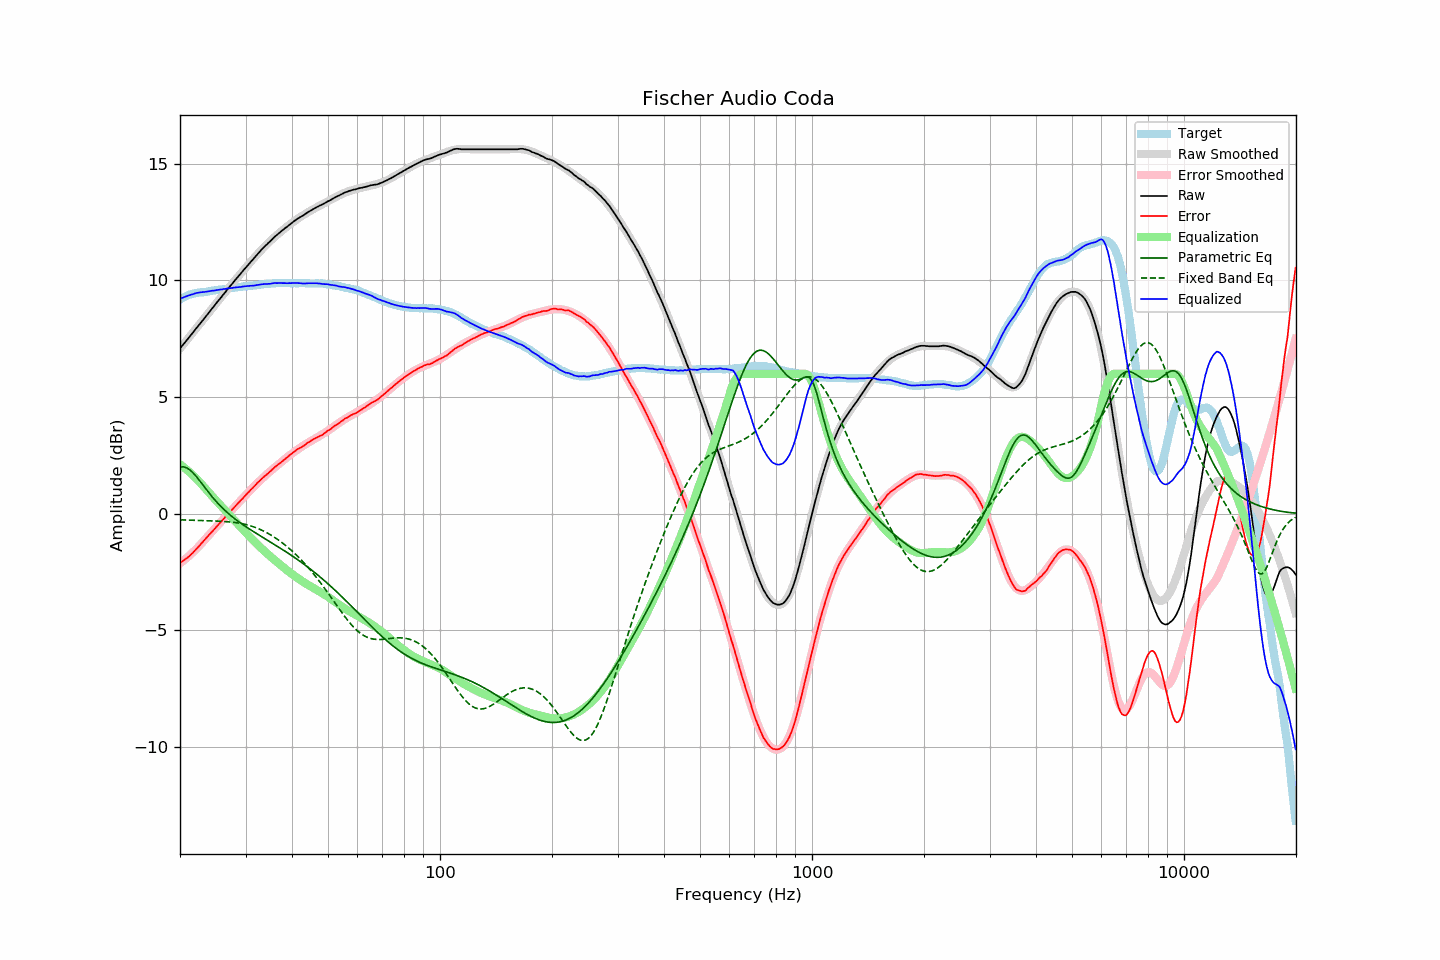 Fischer Audio Coda
Target
Raw Smoothed
Error Smoothed
Raw
Error
Equalization
Parametric Eq
Fixed Band Eq
Equalized
15
10
5
0
−5
−10
Amplitude (dBr)
100
1000
10000
Frequency (Hz)